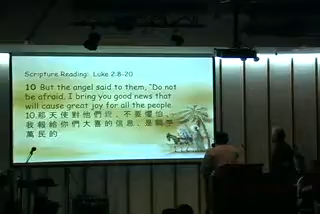 Scripture Reading: Luke 2:8-20
10 But the angel said to them, "Do not
be afraid. I bring you good news that
will cause great joy for all the people.
10.那天使對他們說、不要懼怕、
我報給你們大喜的信息、是關乎
萬民的